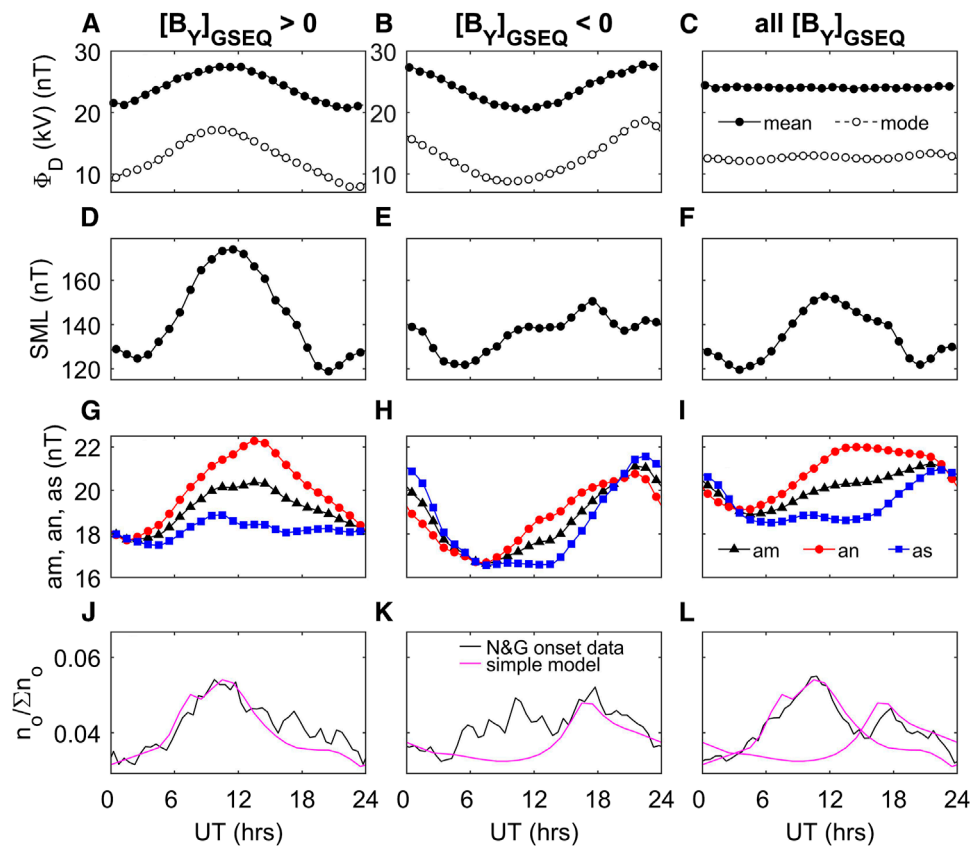 A [B_Y]_GSEQ > 0 B [B_Y]_GSEQ < 0 C all [B_Y]_GSEQ
Φ_D (kV) (nT)
30
20
10
mean mode
D E F
SML (nT)
160
140
120
G H I
am, an, as (nT)
22
20
18
16
am an as
J K L
n_o/Σn_o
0.06
0.04
N&G onset data
simple model
0 6 12 18 24 0 6 12 18 24 0 6 12 18 24
UT (hrs) UT (hrs) UT (hrs)